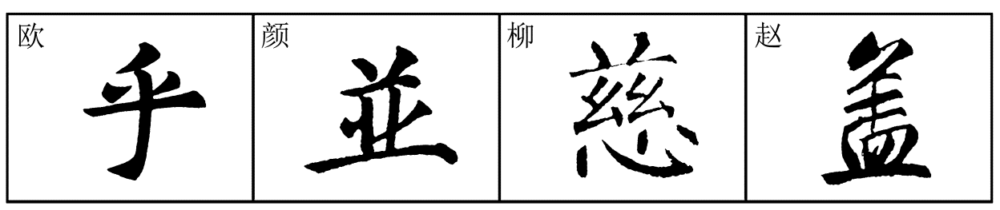 欧 乎 颜 並 柳 慈 赵 盖